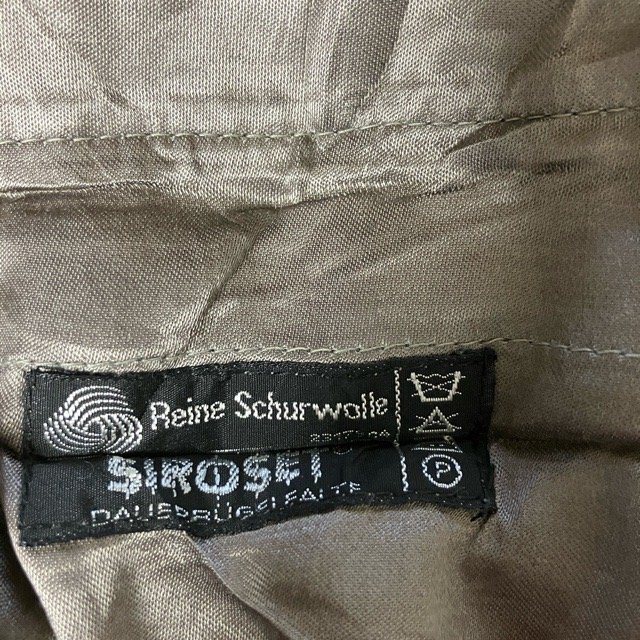 Reine Schurwolle
SIROSET
DAUERBÜGELFALTE
P